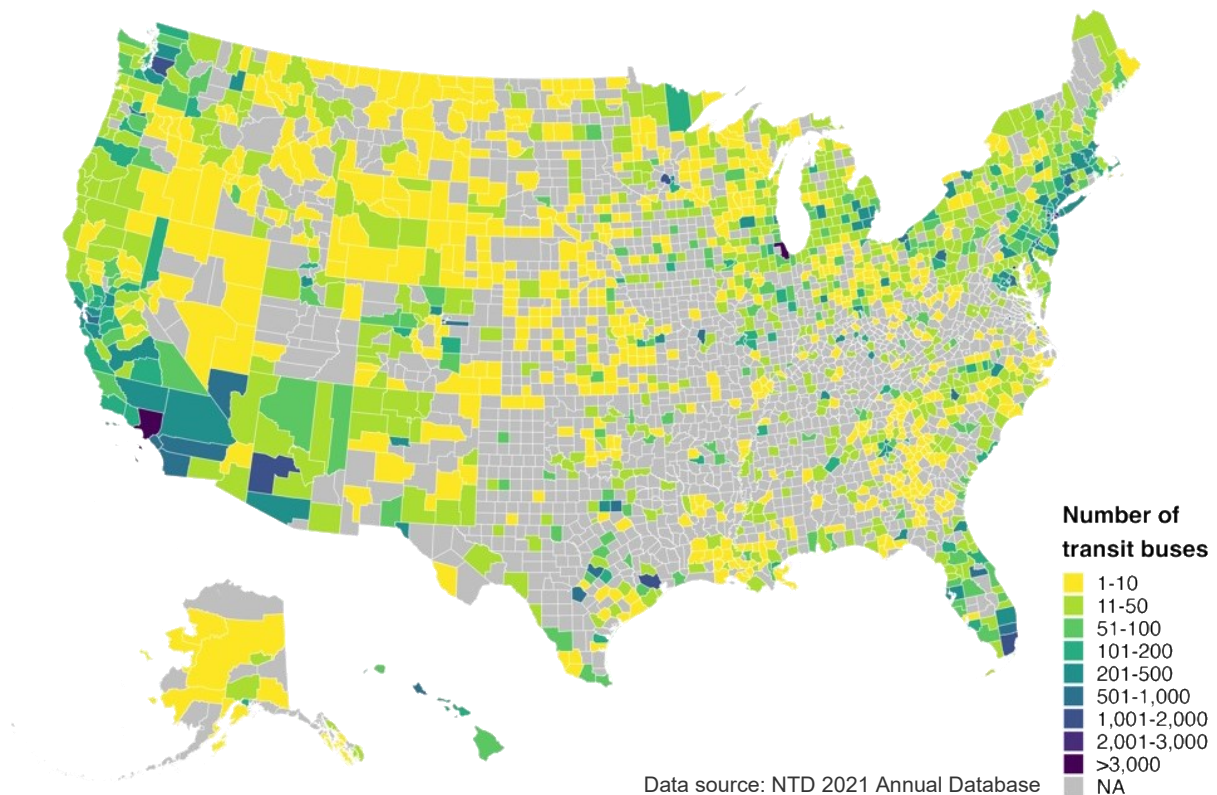 Number of
transit buses
1-10
11-50
51-100
101-200
201-500
501-1,000
1,001-2,000
2,001-3,000
>3,000
NA
Data source: NTD 2021 Annual Database